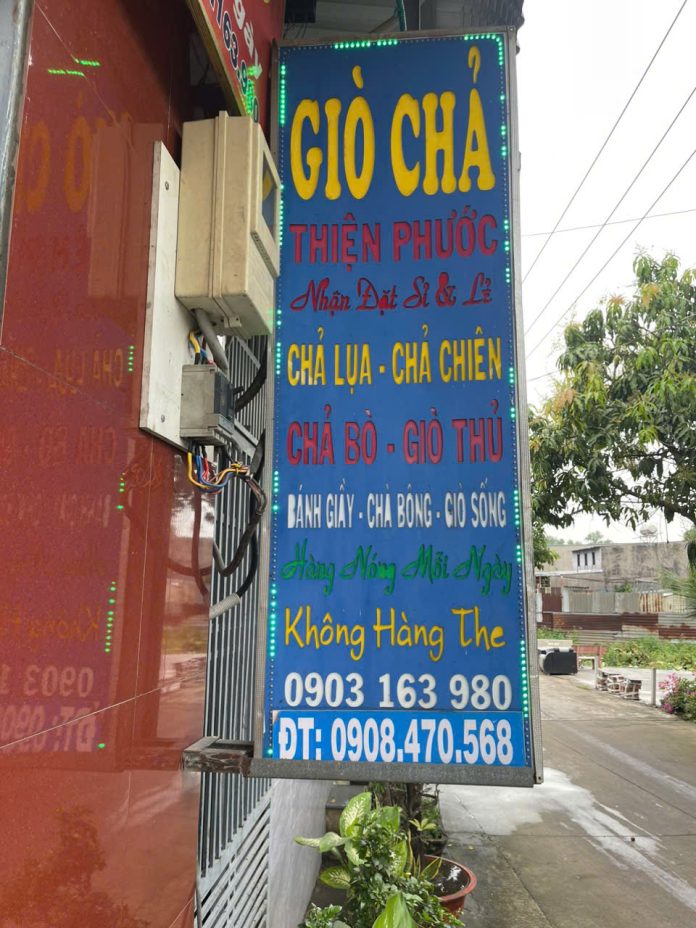 GIÒ CHẢ
THIỆN PHƯỚC
Nhận Đặt Sỉ & Lẻ
CHẢ LỤA - CHẢ CHIÊN
CHẢ BÒ - GIÒ THỦ
BÁNH GIẦY - CHÀ BÔNG - GIÒ SỐNG
Hàng Nóng Mỗi Ngày
Không Hàng The
0903 163 980
ĐT: 0908.470.568